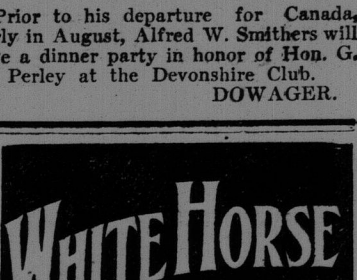 Prior to his departure for Canada,
ly in August, Alfred W. Smithers will
e a dinner party in honor of Hon. G.
Perley at the Devonshire Club.
DOWAGER.
WHITE HORSE